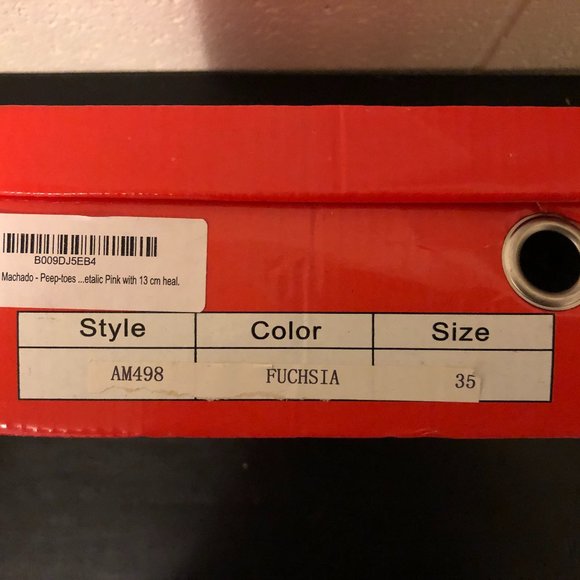 B009DJ5EB4
Machado - Peep-toes ...etalic Pink with 13 cm heal.
Style Color Size
AM498 FUCHSIA 35